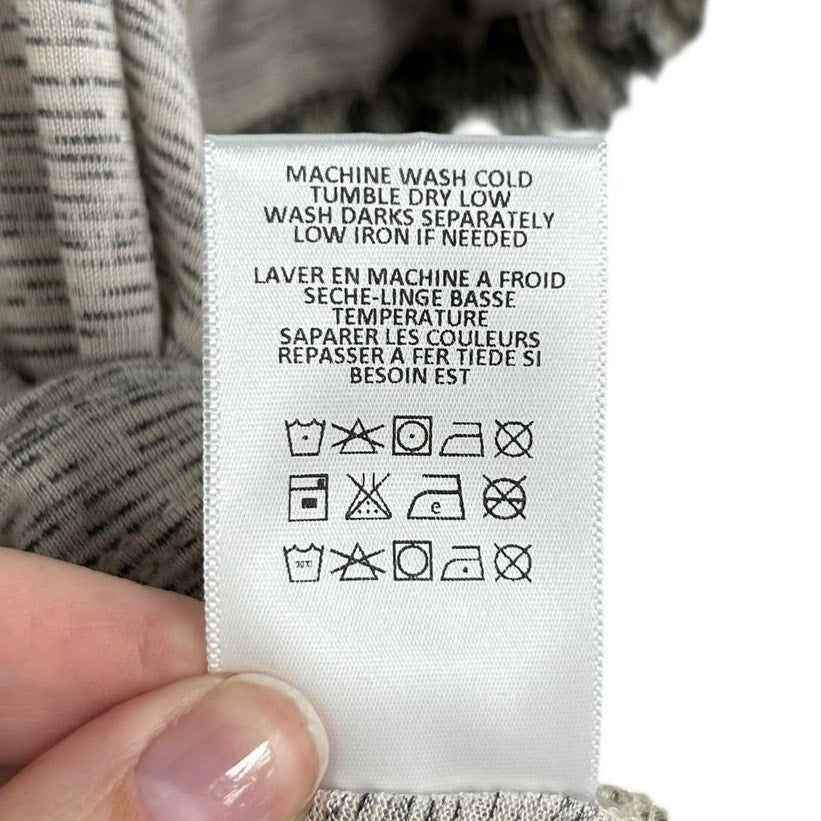 MACHINE WASH COLD
TUMBLE DRY LOW
WASH DARKS SEPARATELY
LOW IRON IF NEEDED
LAVER EN MACHINE A FROID
SECHE-LINGE BASSE
TEMPERATURE
SAPARER LES COULEURS
REPASSER A FER TIEDE SI
BESOIN EST
e